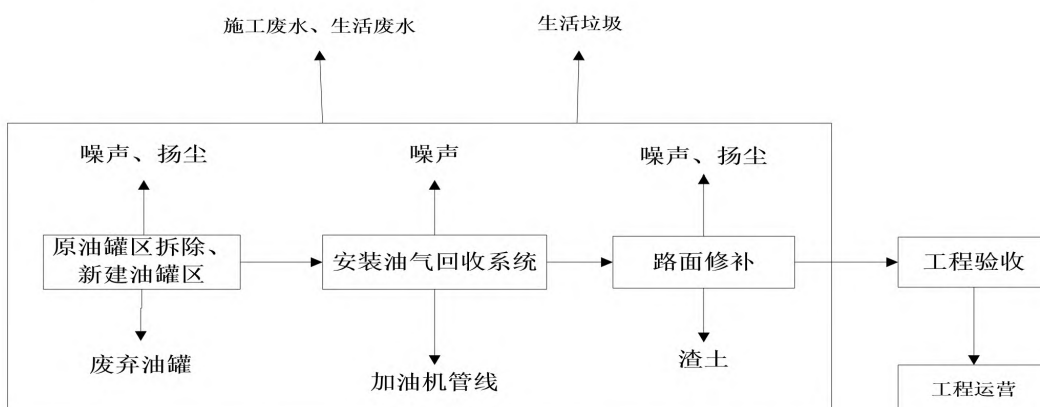 施工废水、生活废水
生活垃圾
噪声、扬尘
噪声
噪声、扬尘
原油罐区拆除、
新建油罐区
安装油气回收系统
路面修补
工程验收
废弃油罐
加油机管线
渣土
工程运营